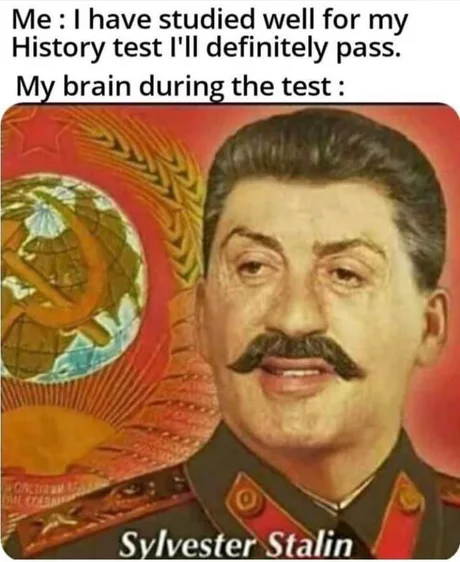 Me : I have studied well for my
History test I'll definitely pass.
My brain during the test :
Sylvester Stalin